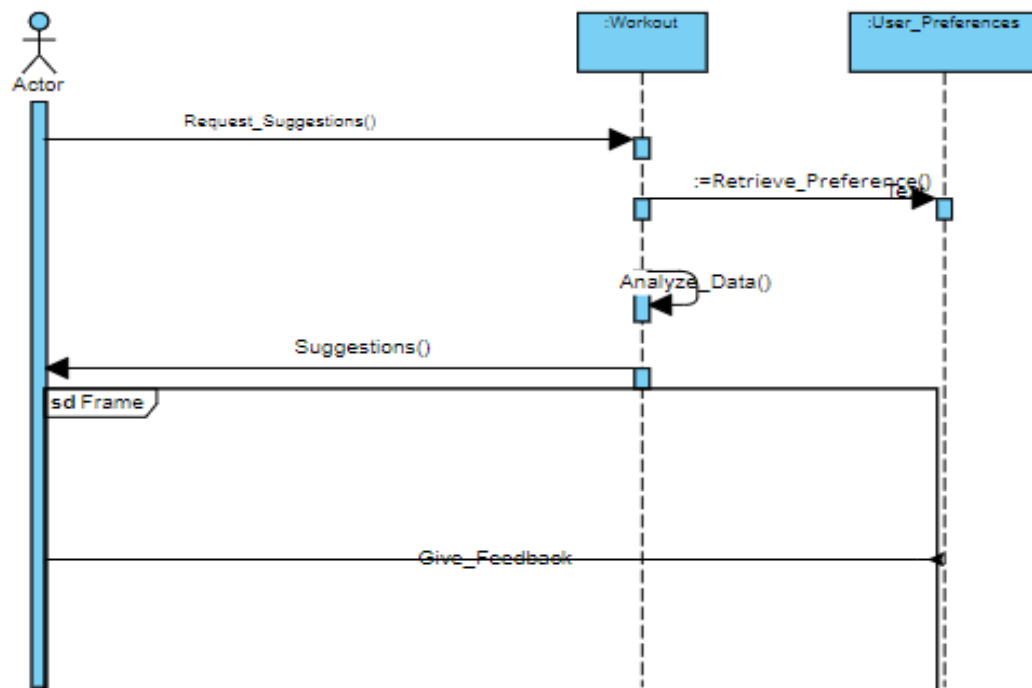 :Workout
:User_Preferences
Actor
Request_Suggestions()
:=Retrieve_Preference()
Analyze_Data()
Suggestions()
sd Frame
Give_Feedback